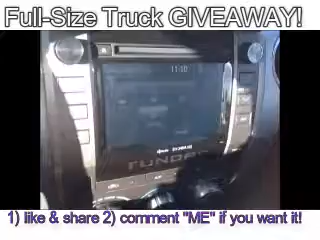 Full-Size Truck GIVEAWAY!
11:10
TUNDRA
1) like & share 2) comment "ME" if you want it!